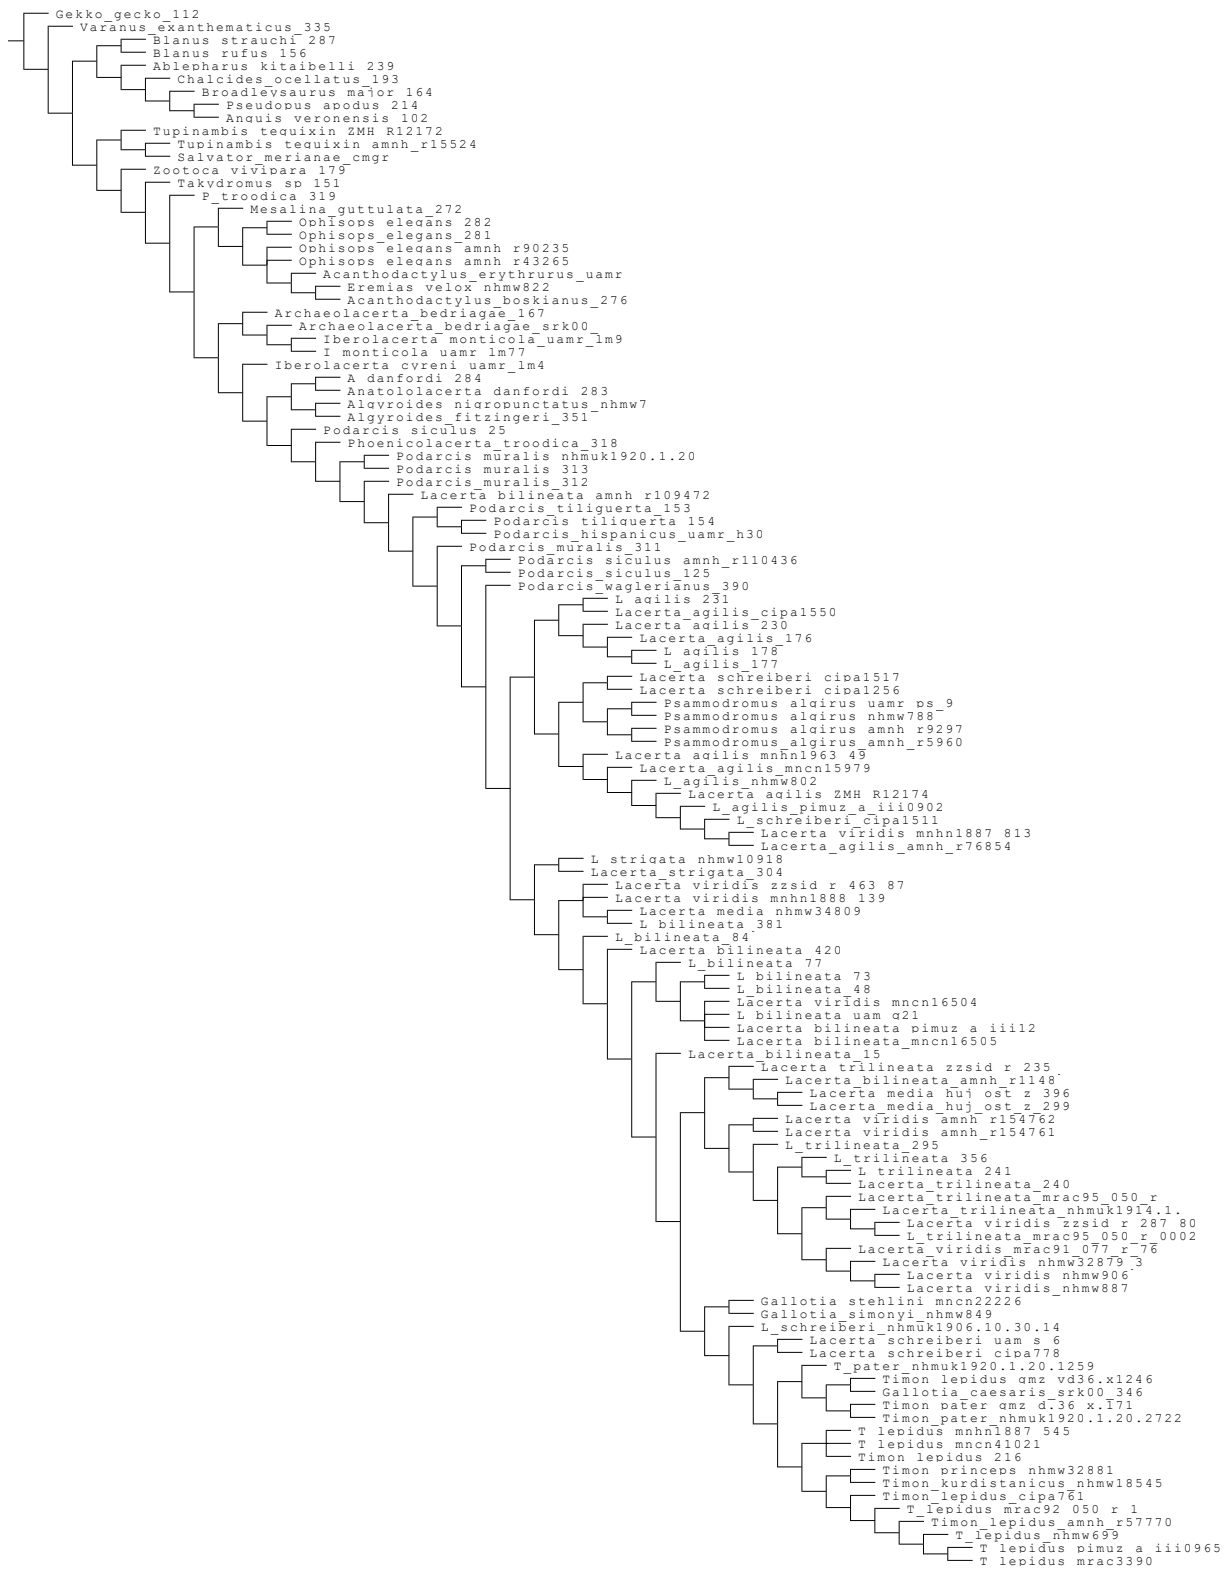 Gekko_gecko_112
Varanus_exanthematicus_335
Blanus_strauchi_287
Blanus_rufus_156
Ablepharus_kitaibelli_239
Chalcides_ocellatus_193
Broadleysaurus_major_164
Pseudopus_apodus_214
Anguis_veronensis_102
Tupinambis_teguixin_ZMH_R12172
Tupinambis_teguixin_amnh_r15524
Salvator_merianae_cmgr
Zootoca_vivipara_179
Takydromus_sp_151
P_troodica_319
Mesalina_guttulata_272
Ophisops_elegans_282
Ophisops_elegans_281
Ophisops_elegans_amnh_r90235
Ophisops_elegans_amnh_r43265
Acanthodactylus_erythrurus_uamr
Eremias_velox_nhmw822
Acanthodactylus_boskianus_276
Archaeolacerta_bedriagae_167
Archaeolacerta_bedriagae_srk00_
Iberolacerta_monticola_uamr_lm9
I_monticola_uamr_lm77
Iberolacerta_cyreni_uamr_lm4
A_danfordi_284
Anatololacerta_danfordi_283
Algyroides_nigropunctatus_nhmw7
Algyroides_fitzingeri_351
Podarcis_siculus_25
Phoenicolacerta_troodica_318
Podarcis_muralis_nhmuk1920.1.20
Podarcis_muralis_313
Podarcis_muralis_312
Lacerta_bilineata_amnh_r109472
Podarcis_tiliguerta_153
Podarcis_tiliguerta_154
Podarcis_hispanicus_uamr_h30
Podarcis_muralis_311
Podarcis_siculus_amnh_r110436
Podarcis_siculus_125
Podarcis_waglerianus_390
L_agilis_231
Lacerta_agilis_cipa1550
Lacerta_agilis_230
Lacerta_agilis_176
L_agilis_178
L_agilis_177
Lacerta_schreiberi_cipa1517
Lacerta_schreiberi_cipa1256
Psammodromus_algirus_uamr_ps_9
Psammodromus_algirus_nhmw788
Psammodromus_algirus_amnh_r9297
Psammodromus_algirus_amnh_r5960
Lacerta_agilis_mnhn1963_49
Lacerta_agilis_mncn15979
L_agilis_nhmw802
Lacerta_agilis_ZMH_R12174
L_agilis_pimuz_a_iii0902
L_schreiberi_cipa1511
Lacerta_viridis_mnhn1887_813
Lacerta_agilis_amnh_r76854
L_strigata_nhmw10918
Lacerta_strigata_304
Lacerta_viridis_zzsid_r_463_87
Lacerta_viridis_mnhn1888_139
Lacerta_media_nhmw34809
L_bilineata_381
L_bilineata_84
Lacerta_bilineata_420
L_bilineata_77
L_bilineata_73
L_bilineata_48
Lacerta_viridis_mncn16504
L_bilineata_uam_g21
Lacerta_bilineata_pimuz_a_iii12
Lacerta_bilineata_mncn16505
Lacerta_bilineata_15
Lacerta_trilineata_zzsid_r_235
Lacerta_bilineata_amnh_r1148
Lacerta_media_huj_ost_z_396
Lacerta_media_huj_ost_z_299
Lacerta_viridis_amnh_r154762
Lacerta_viridis_amnh_r154761
L_trilineata_295
L_trilineata_356
L_trilineata_241
Lacerta_trilineata_240
Lacerta_trilineata_mrac95_050_r
Lacerta_trilineata_nhmuk1914.1.
Lacerta_viridis_zzsid_r_287_80
L_trilineata_mrac95_050_r_0002
Lacerta_viridis_mrac91_077_r_76
Lacerta_viridis_nhmw32879_3
Lacerta_viridis_nhmw906
Lacerta_viridis_nhmw887
Gallotia_stehlini_mncn22226
Gallotia_simonyi_nhmw849
L_schreiberi_nhmuk1906.10.30.14
Lacerta_schreiberi_uam_s_6
Lacerta_schreiberi_cipa778
T_pater_nhmuk1920.1.20.1259
Timon_lepidus_gmz_vd36.x1246
Gallotia_caesaris_srk00_346
Timon_pater_gmz_d.36_x.171
Timon_pater_nhmuk1920.1.20.2722
T_lepidus_mnhn1887_545
T_lepidus_mncn41021
Timon_lepidus_216
Timon_princeps_nhmw32881
Timon_kurdistanicus_nhmw18545
Timon_lepidus_cipa761
T_lepidus_mrac92_050_r_1
Timon_lepidus_amnh_r57770
T_lepidus_nhmw699
T_lepidus_pimuz_a_iii0965
T_lepidus_mrac3390